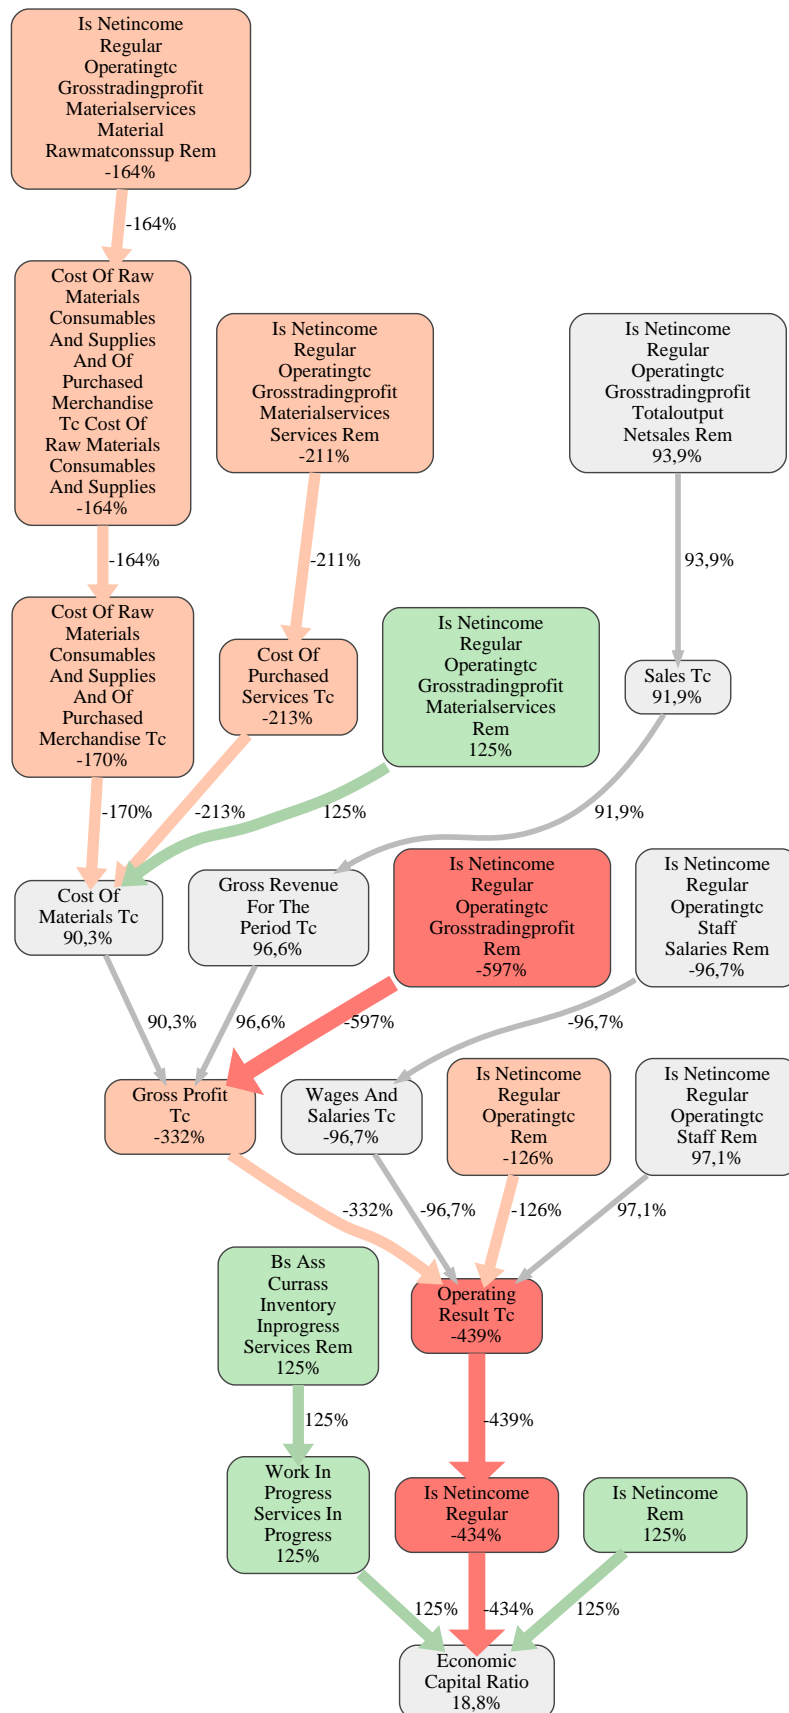 Is Netincome
Regular
Operatingtc
Grosstradingprofit
Materialservices
Material
Rawmatconssup Rem
-164%
-164%
Cost Of Raw
Materials
Consumables
And Supplies
And Of
Purchased
Merchandise
Tc Cost Of
Raw Materials
Consumables
And Supplies
-164%
Is Netincome
Regular
Operatingtc
Grosstradingprofit
Materialservices
Services Rem
-211%
Is Netincome
Regular
Operatingtc
Grosstradingprofit
Totaloutput
Netsales Rem
93,9%
-164%
-211%
93,9%
Cost Of Raw
Materials
Consumables
And Supplies
And Of
Purchased
Merchandise Tc
-170%
Cost Of
Purchased
Services Tc
-213%
Is Netincome
Regular
Operatingtc
Grosstradingprofit
Materialservices
Rem
125%
Sales Tc
91,9%
-170%
-213%
125%
91,9%
Cost Of
Materials Tc
90,3%
Gross Revenue
For The
Period Tc
96,6%
Is Netincome
Regular
Operatingtc
Grosstradingprofit
Rem
-597%
Is Netincome
Regular
Operatingtc
Staff
Salaries Rem
-96,7%
90,3%
96,6%
-597%
-96,7%
Gross Profit
Tc
-332%
Wages And
Salaries Tc
-96,7%
Is Netincome
Regular
Operatingtc
Rem
-126%
Is Netincome
Regular
Operatingtc
Staff Rem
97,1%
-332%
-96,7%
-126%
97,1%
Bs Ass
Currass
Inventory
Inprogress
Services Rem
125%
Operating
Result Tc
-439%
125%
-439%
Work In
Progress
Services In
Progress
125%
Is Netincome
Regular
-434%
Is Netincome
Rem
125%
125%
-434%
125%
Economic
Capital Ratio
18,8%